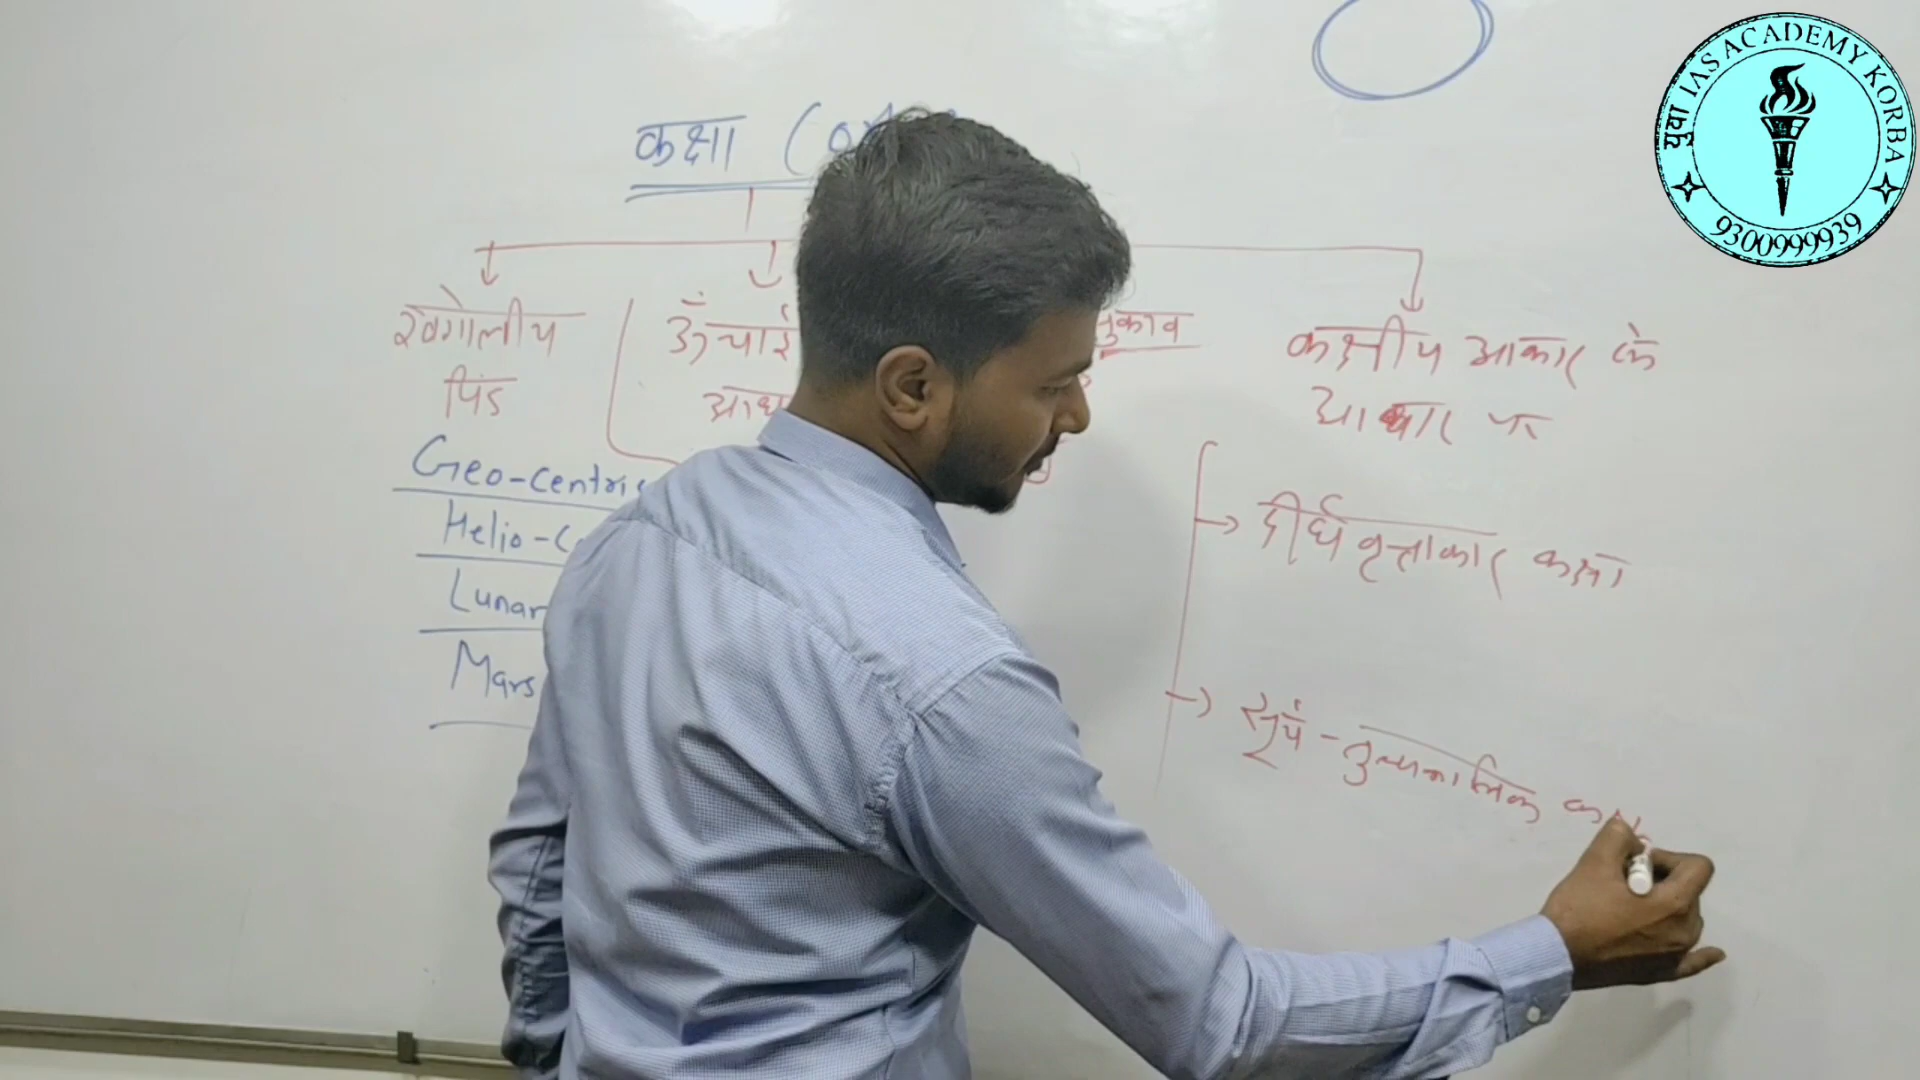 युवा IAS ACADEMY KORBA
9300999939
कक्षा
खगोलीय
पिंड
ऊँचाई
कक्षीय आकार के
आधार पर
Geo-Centric
Helio-C
Lunar
Mars
दीर्घवृत्ताकार कक्षा
सूर्य-तुल्यकालिक